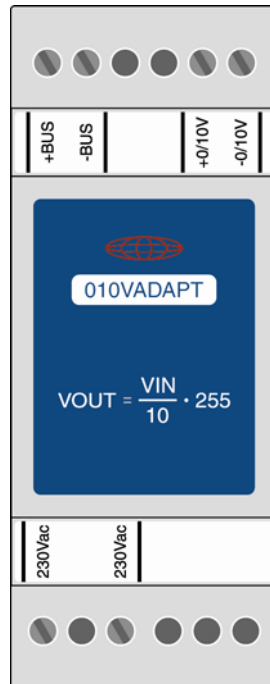 +BUS
-BUS
+0/10V
-0/10V
010VADAPT
VOUT = VIN/10 · 255
230Vac
230Vac